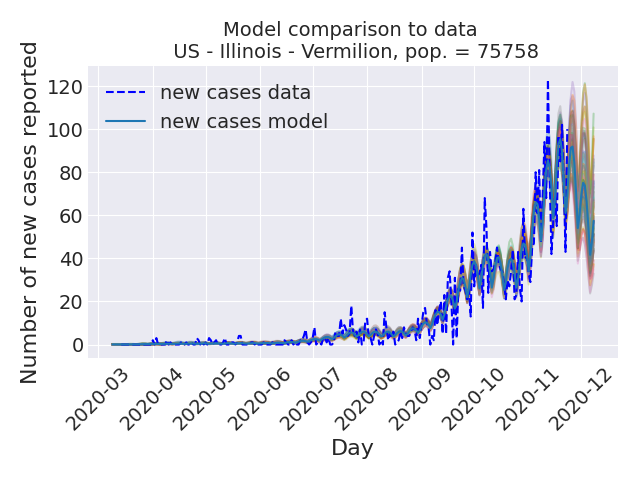 Model comparison to data
US - Illinois - Vermilion, pop. = 75758
Number of new cases reported
120
100
80
60
40
20
0
new cases data
new cases model
2020-03
2020-04
2020-05
2020-06
2020-07
2020-08
2020-09
2020-10
2020-11
2020-12
Day